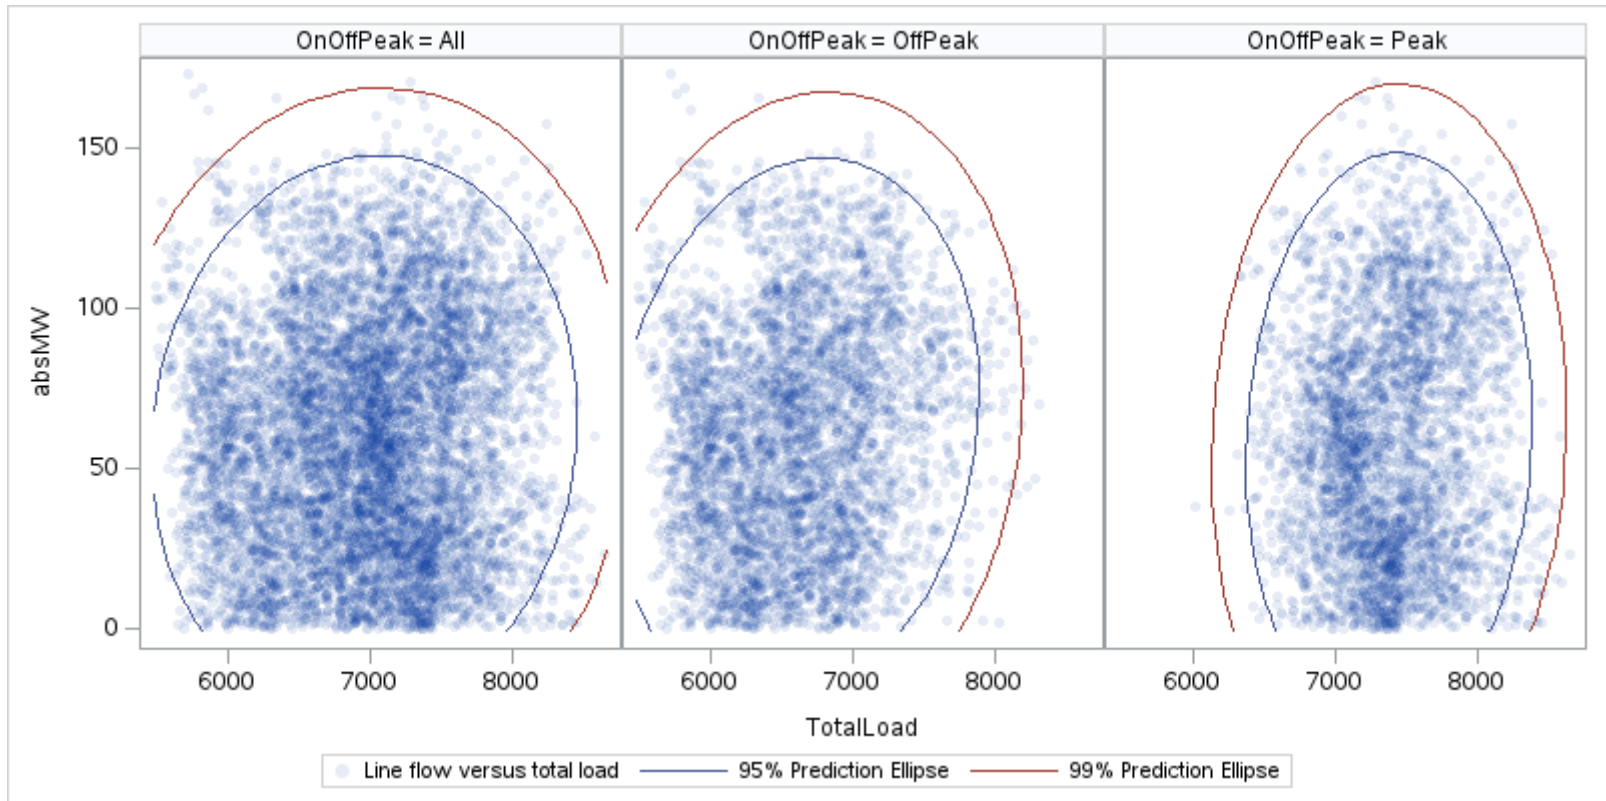 OnOffPeak = All
OnOffPeak = OffPeak
OnOffPeak = Peak
absMW
150
100
50
0
6000 7000 8000
6000 7000 8000
6000 7000 8000
TotalLoad
Line flow versus total load
95% Prediction Ellipse
99% Prediction Ellipse